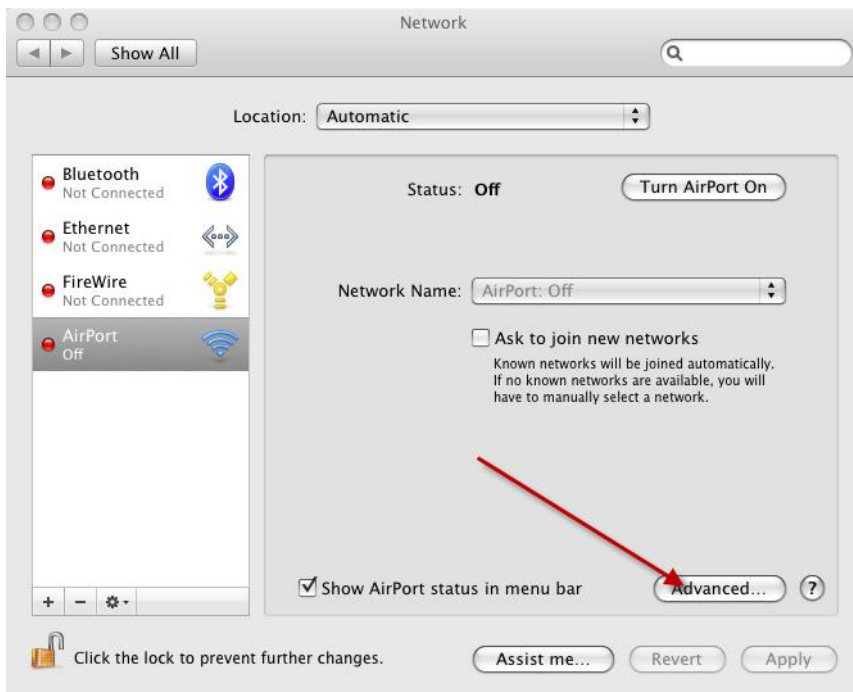 Network
Show All
Location: Automatic
Bluetooth
Not Connected
Ethernet
Not Connected
FireWire
Not Connected
AirPort
Off
Status: Off
Turn AirPort On
Network Name: AirPort: Off
Ask to join new networks
Known networks will be joined automatically.
If no known networks are available, you will
have to manually select a network.
Show AirPort status in menu bar
Advanced...
?
Click the lock to prevent further changes.
Assist me...
Revert
Apply